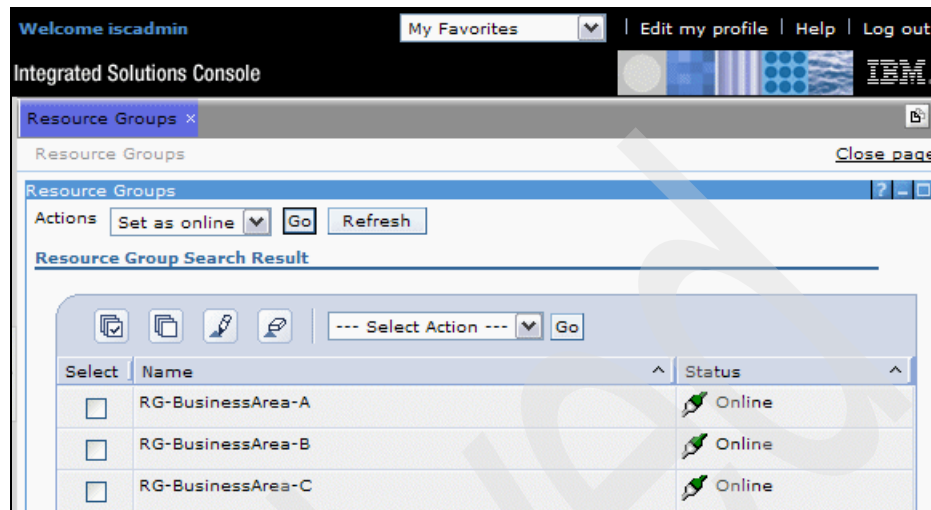 Welcome iscadmin My Favorites Edit my profile Help Log out
Integrated Solutions Console IBM.
Resource Groups ×
Resource Groups Close page
Resource Groups ?
Actions Set as online Go Refresh
Resource Group Search Result
--- Select Action --- Go
Select Name Status
RG-BusinessArea-A Online
RG-BusinessArea-B Online
RG-BusinessArea-C Online